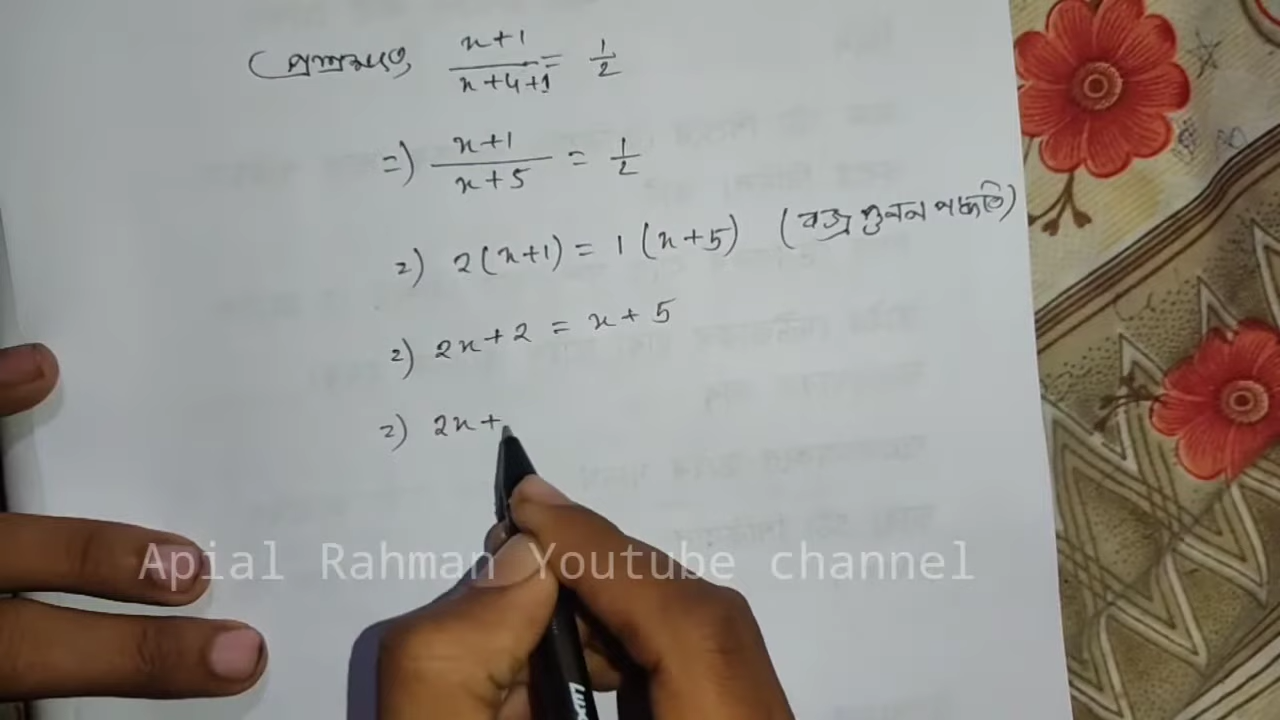 প্রশ্নমতে, x+1/x+4+1 = 1/2
=) x+1/x+5 = 1/2
=) 2(x+1) = 1(x+5) (বজ্র গুনন পদ্ধতি)
=) 2x+2 = x+5
=) 2x+
Apial Rahman Youtube channel